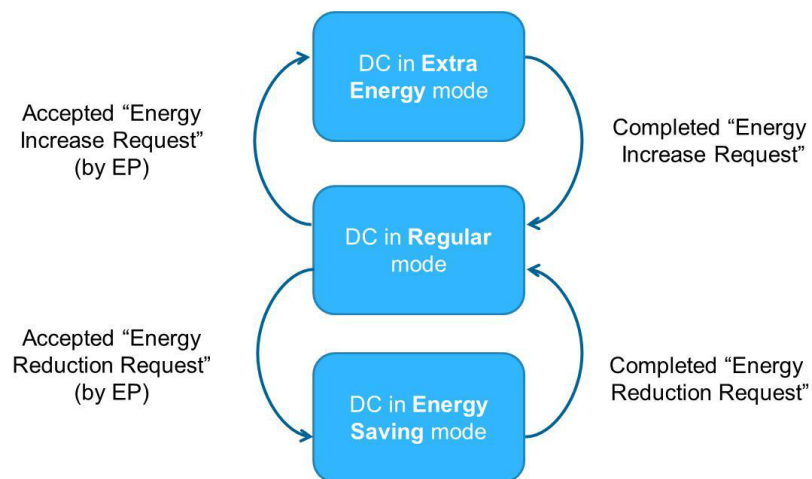 DC in Extra
Energy mode
Accepted “Energy
Increase Request”
(by EP)
Completed “Energy
Increase Request”
DC in Regular
mode
Accepted “Energy
Reduction Request”
(by EP)
Completed “Energy
Reduction Request”
DC in Energy
Saving mode